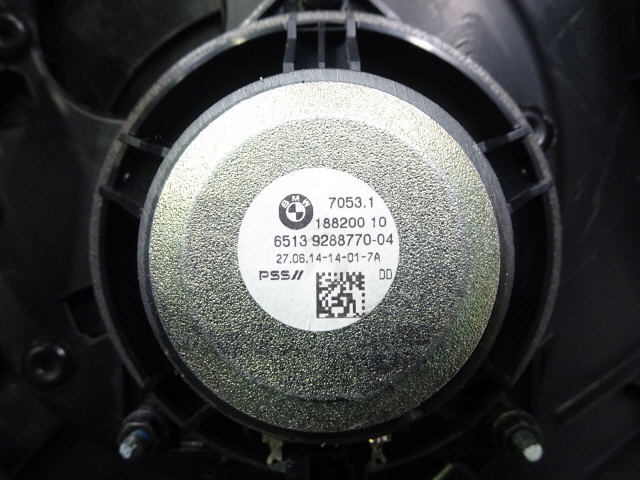 BMW
7053.1
188200 10
6513 9288770-04
27.06.14-14-01-7A
PSS// DD